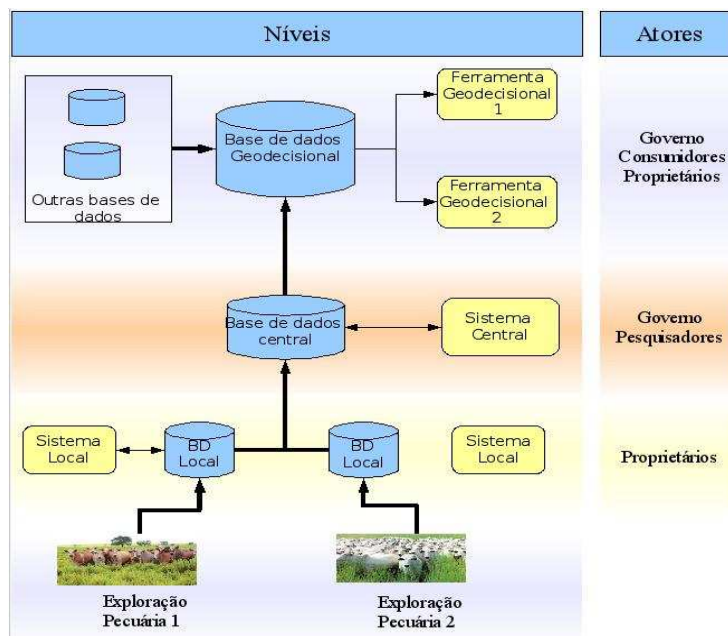 Níveis
Atores
Ferramenta
Geodecisional
1
Base de dados
Geodecisional
Outras bases de
dados
Ferramenta
Geodecisional
2
Governo
Consumidores
Proprietários
Base de dados
central
Sistema
Central
Governo
Pesquisadores
Sistema
Local
BD
Local
BD
Local
Sistema
Local
Proprietários
Exploração
Pecuária 1
Exploração
Pecuária 2